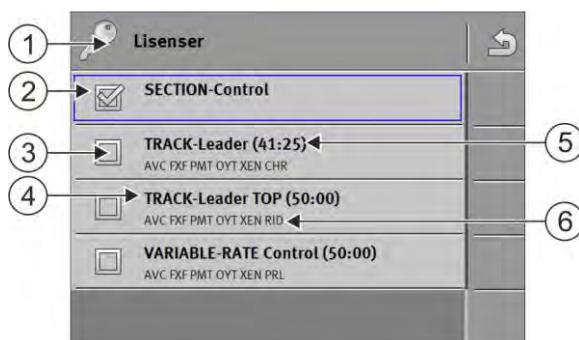 Lisenser
1
2
SECTION-Control
3
TRACK-Leader (41:25)
5
AVC FXF PMT OYT XEN CHR
4
TRACK-Leader TOP (50:00)
AVC FXF PMT OYT XEN RID
6
VARIABLE-RATE Control (50:00)
AVC FXF PMT OYT XEN PRL